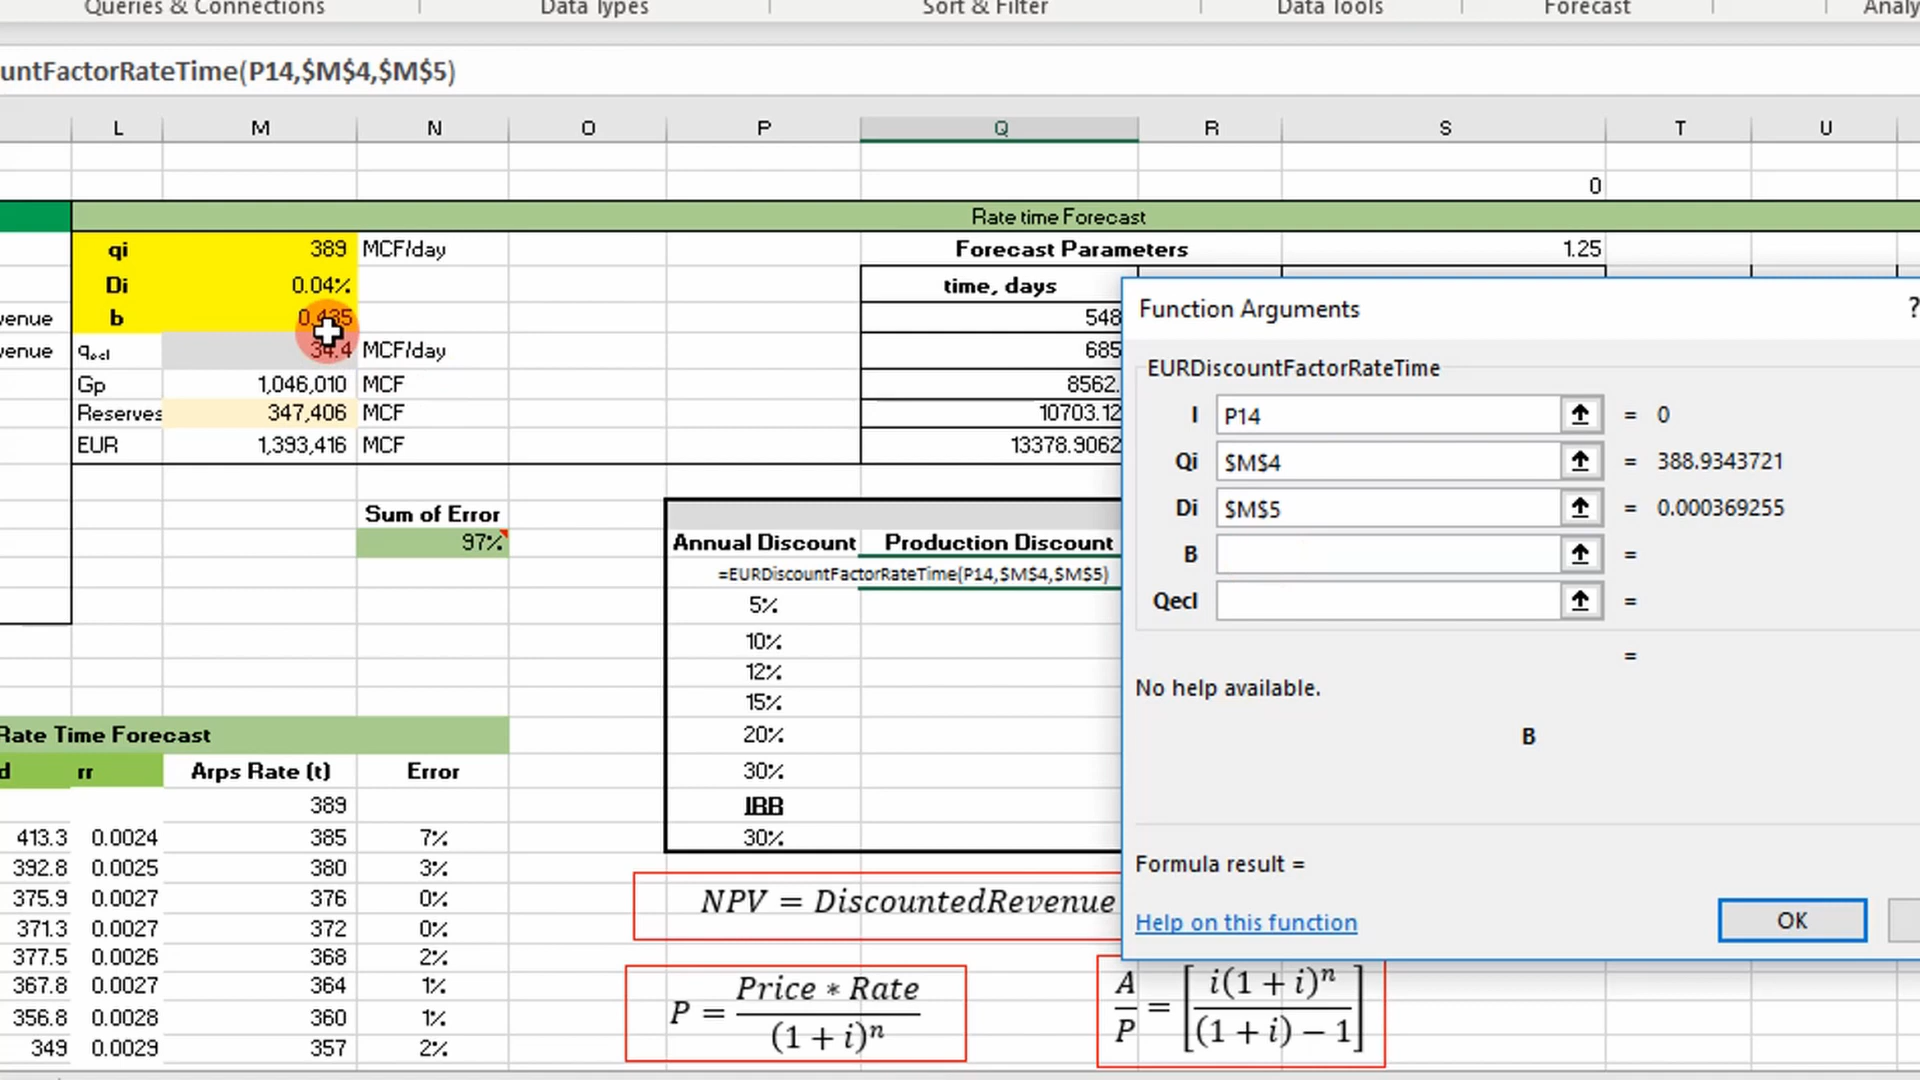 Queries & Connections Data Types Sort & Filter Data Tools Forecast Analy
untFactorRateTime(P14,$M$4,$M$5)
L M N O P Q R S T U
0
Rate time Forecast
qi 389 MCF/day Forecast Parameters 1.25
Di 0.04% time, days
venue b 0.435 548
venue qecl 34.4 MCF/day 685
Gp 1,046,010 MCF 8562.
Reserves 347,406 MCF 10703.12
EUR 1,393,416 MCF 13378.9062
Sum of Error
97% Annual Discount Production Discount
=EURDiscountFactorRateTime(P14,$M$4,$M$5)
5%
10%
12%
15%
20%
30%
IRR
30%
Rate Time Forecast
d rr Arps Rate (t) Error
389
413.3 0.0024 385 7%
392.8 0.0025 380 3%
375.9 0.0027 376 0%
371.3 0.0027 372 0%
377.5 0.0026 368 2%
367.8 0.0027 364 1%
356.8 0.0028 360 1%
349 0.0029 357 2%
NPV = DiscountedRevenue
P = Price * Rate / (1 + i)^n
A/P = [i(1 + i)^n / (1 + i) − 1]
Function Arguments ?
EURDiscountFactorRateTime
I P14 = 0
Qi $M$4 = 388.9343721
Di $M$5 = 0.000369255
B =
Qecl =
=
No help available.
B
Formula result =
Help on this function OK